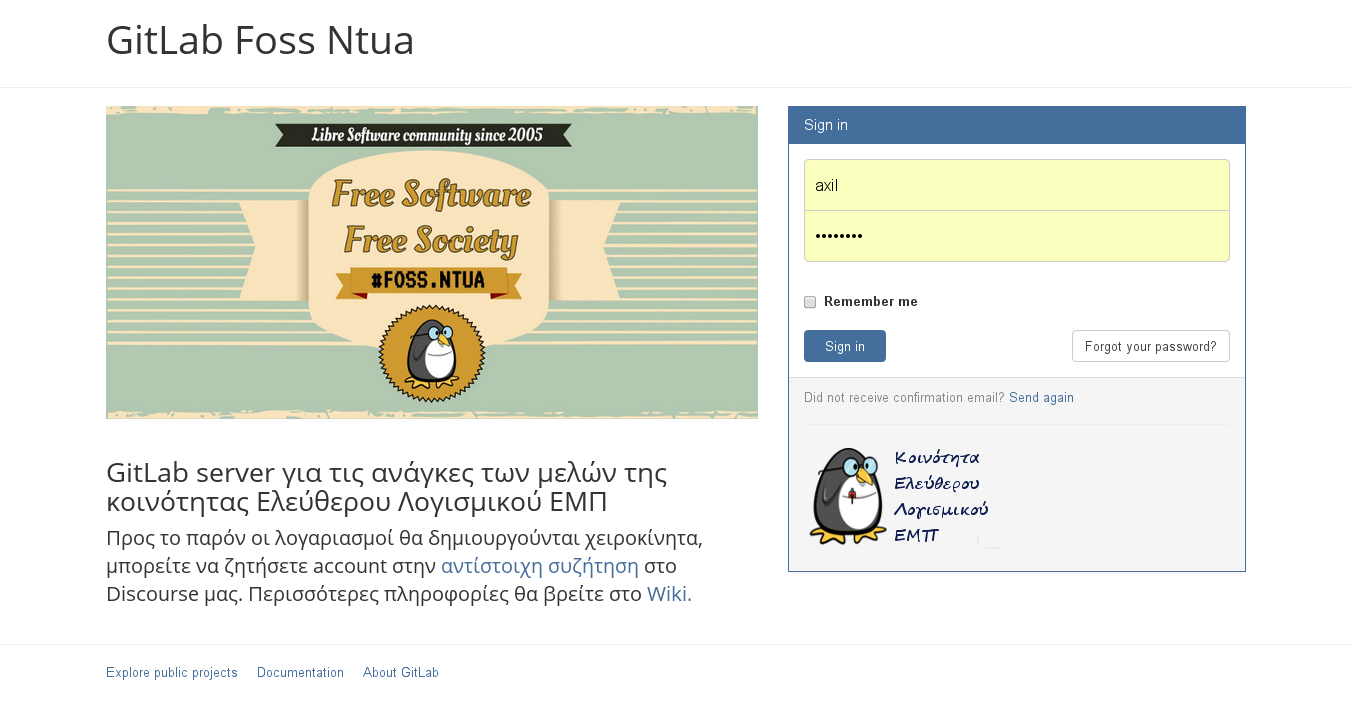 GitLab Foss Ntua
Libre Software community since 2005
Free Software
Free Society
#FOSS.NTUA
GitLab server για τις ανάγκες των μελών της
κοινότητας Ελεύθερου Λογισμικού ΕΜΠ
Προς το παρόν οι λογαριασμοί θα δημιουργούνται χειροκίνητα,
μπορείτε να ζητήσετε account στην αντίστοιχη συζήτηση στο
Discourse μας. Περισσότερες πληροφορίες θα βρείτε στο Wiki.
Sign in
axil
••••••••
Remember me
Sign in
Forgot your password?
Did not receive confirmation email? Send again
Κοινότητα
Ελεύθερου
Λογισμικού
ΕΜΠ
Explore public projects
Documentation
About GitLab